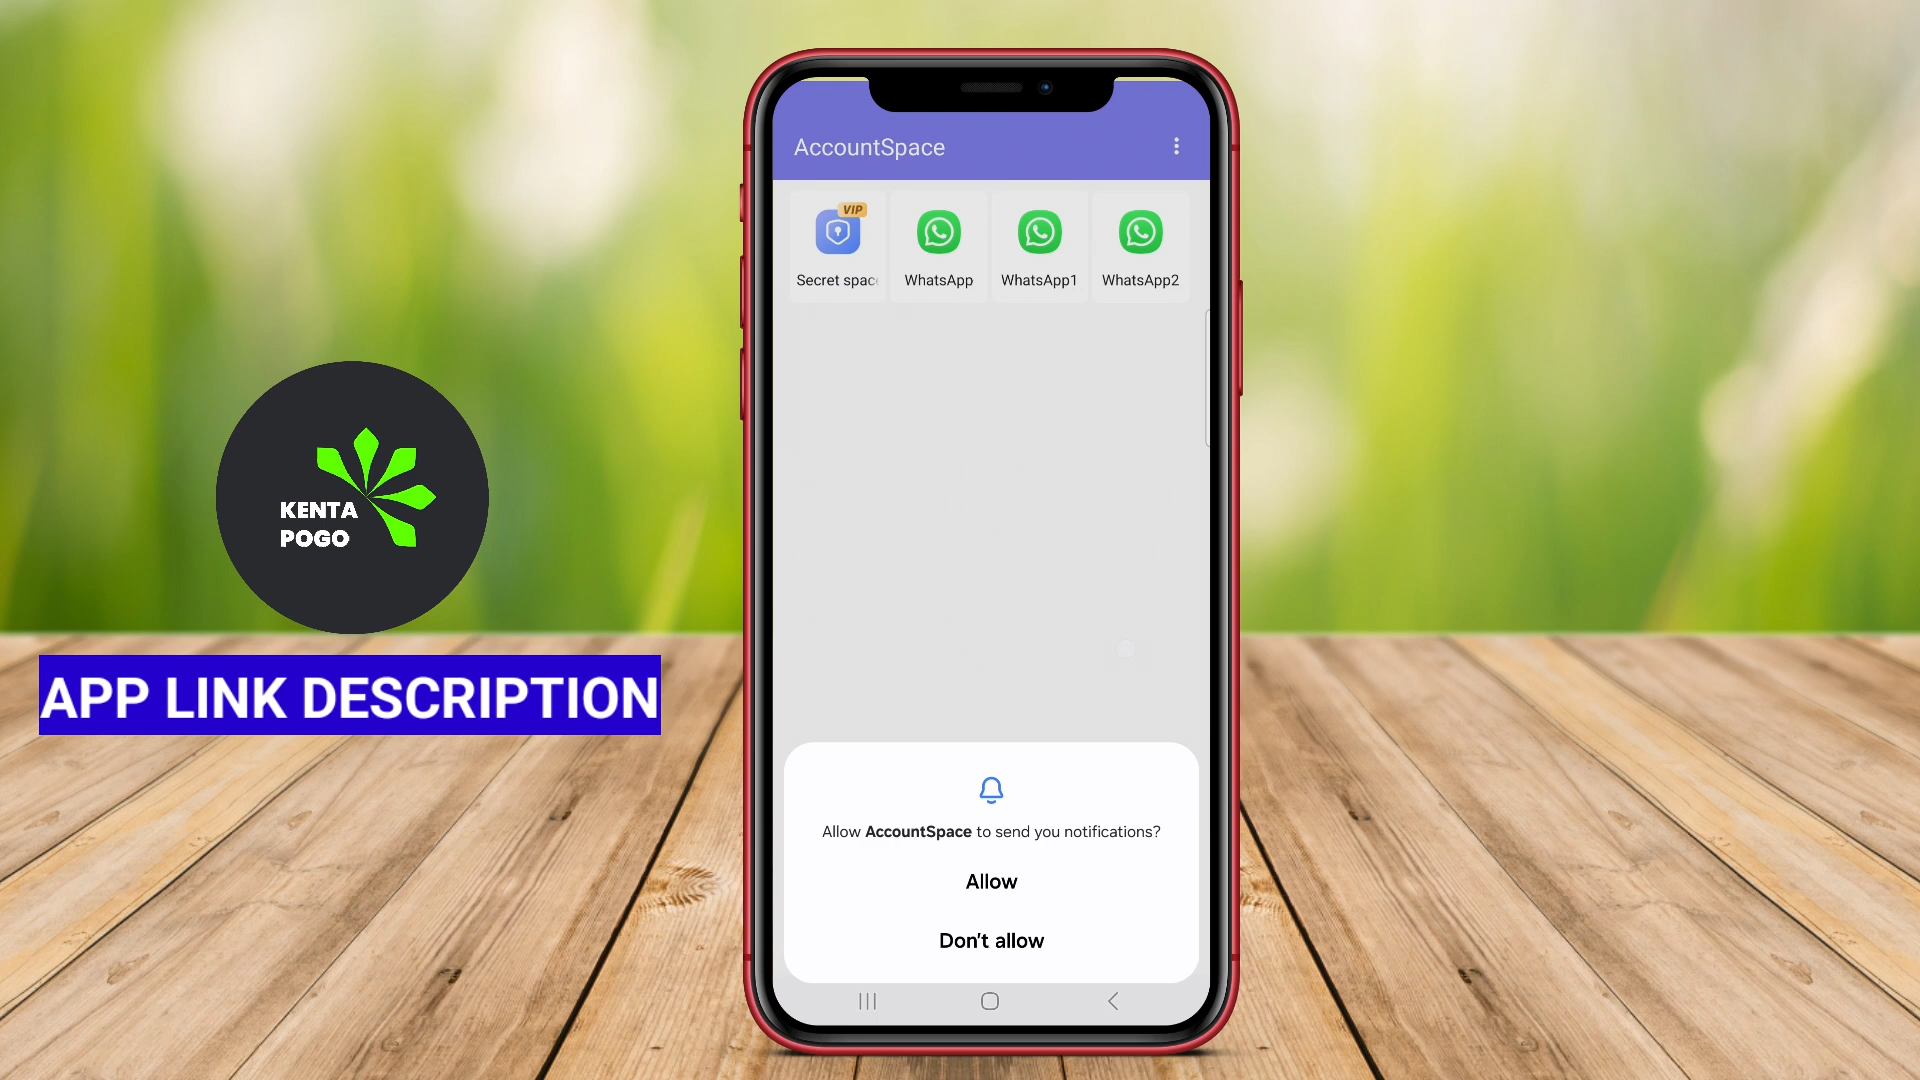 AccountSpace
VIP
Secret spac
WhatsApp
WhatsApp1
WhatsApp2
KENTA
POGO
APP LINK DESCRIPTION
Allow AccountSpace to send you notifications?
Allow
Don't allow